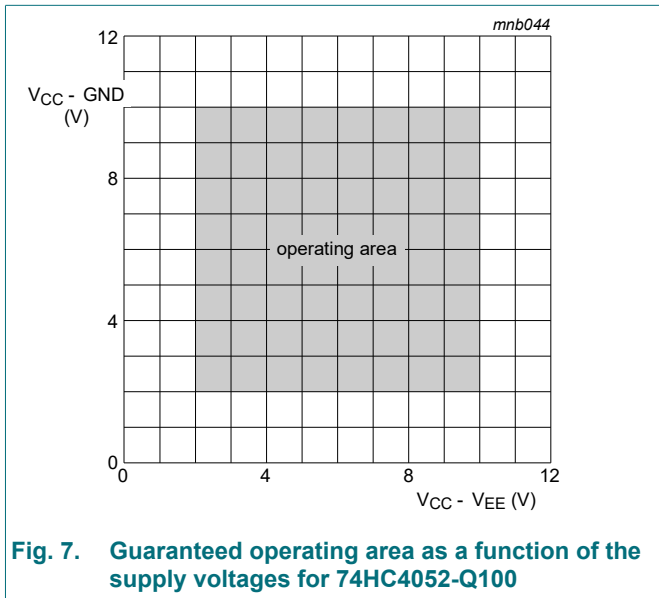 mnb044
12
VCC - GND
(V)
8
operating area
4
0
0 4 8 12
VCC - VEE (V)
Fig. 7. Guaranteed operating area as a function of the
supply voltages for 74HC4052-Q100